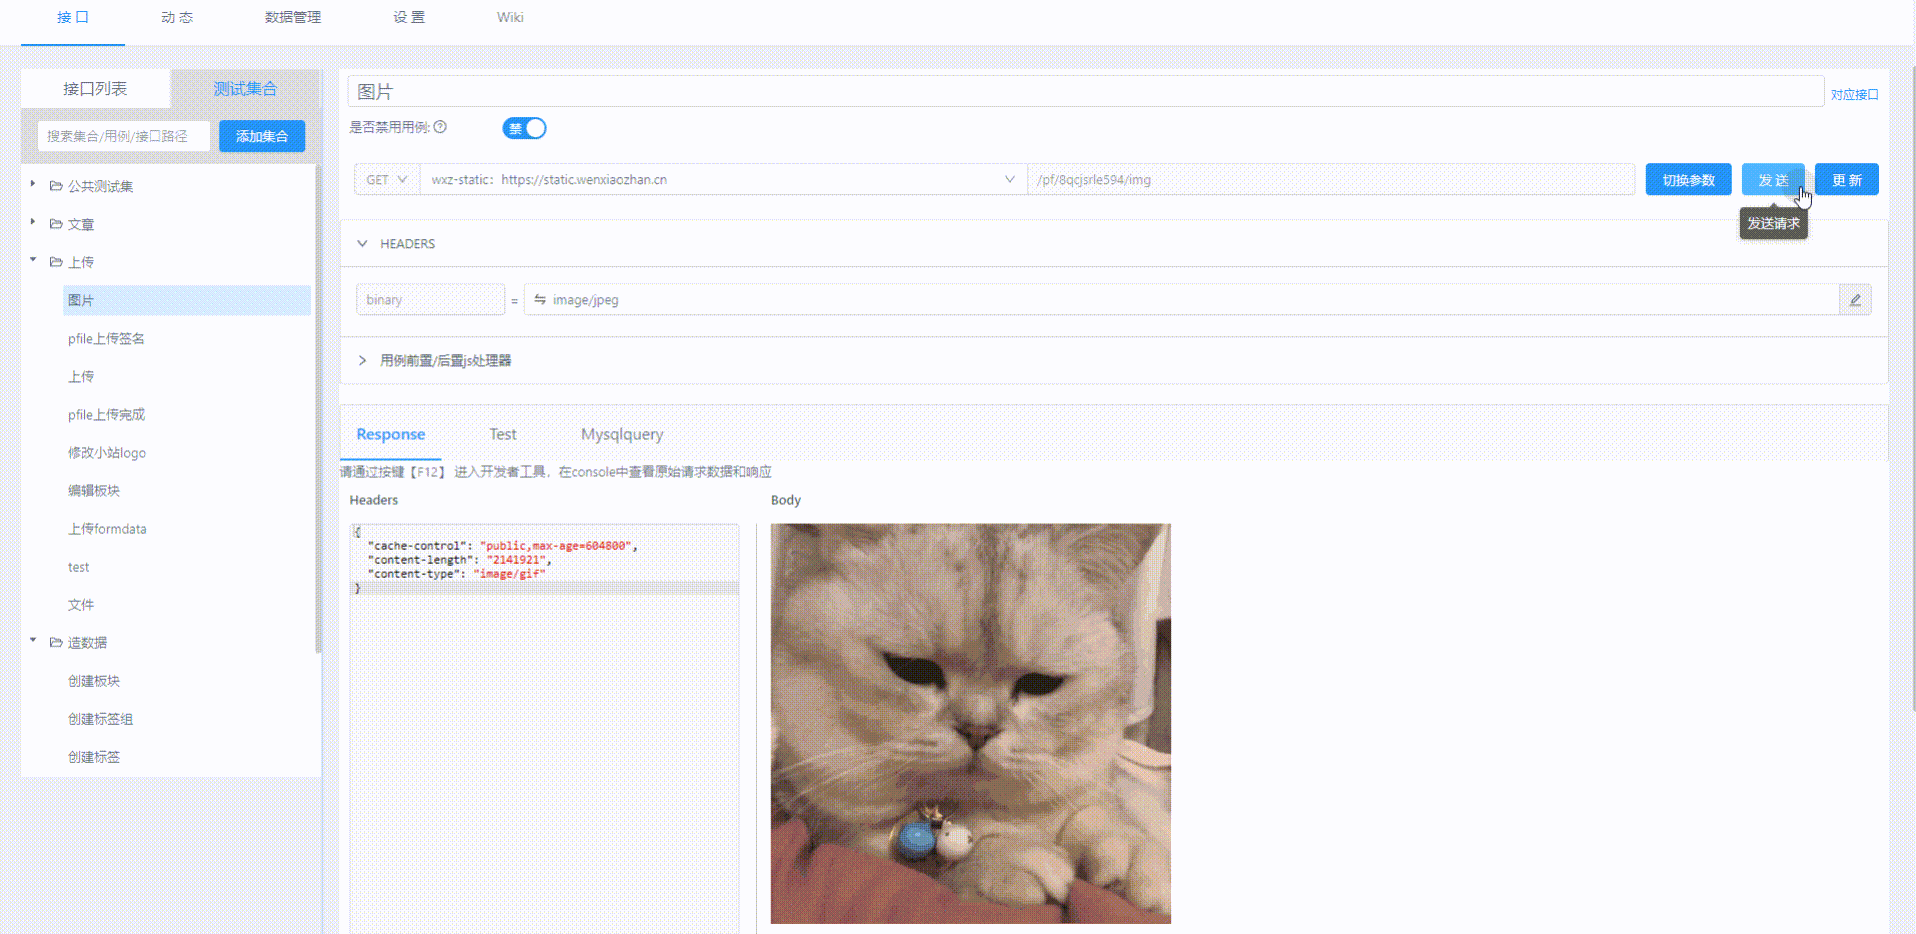 接 口 动 态 数据管理 设 置 Wiki
接口列表 测试集合
搜索集合/用例/接口路径 添加集合
公共测试集
文章
上传
图片
pfile上传签名
上传
pfile上传完成
修改小站logo
编辑板块
上传formdata
test
文件
造数据
创建板块
创建标签组
创建标签
图片 对应接口
是否禁用用例: 禁
GET wxz-static: https://static.wenxiaozhan.cn /pf/8qcjsrle594/img 切换参数 发 送 更 新
发送请求
HEADERS
binary = image/jpeg
用例前置/后置js处理器
Response Test Mysqlquery
请通过按键【F12】 进入开发者工具，在console中查看原始请求数据和响应
Headers Body
{
"cache-control": "public,max-age=604800",
"content-length": "2141921",
"content-type": "image/gif"
}